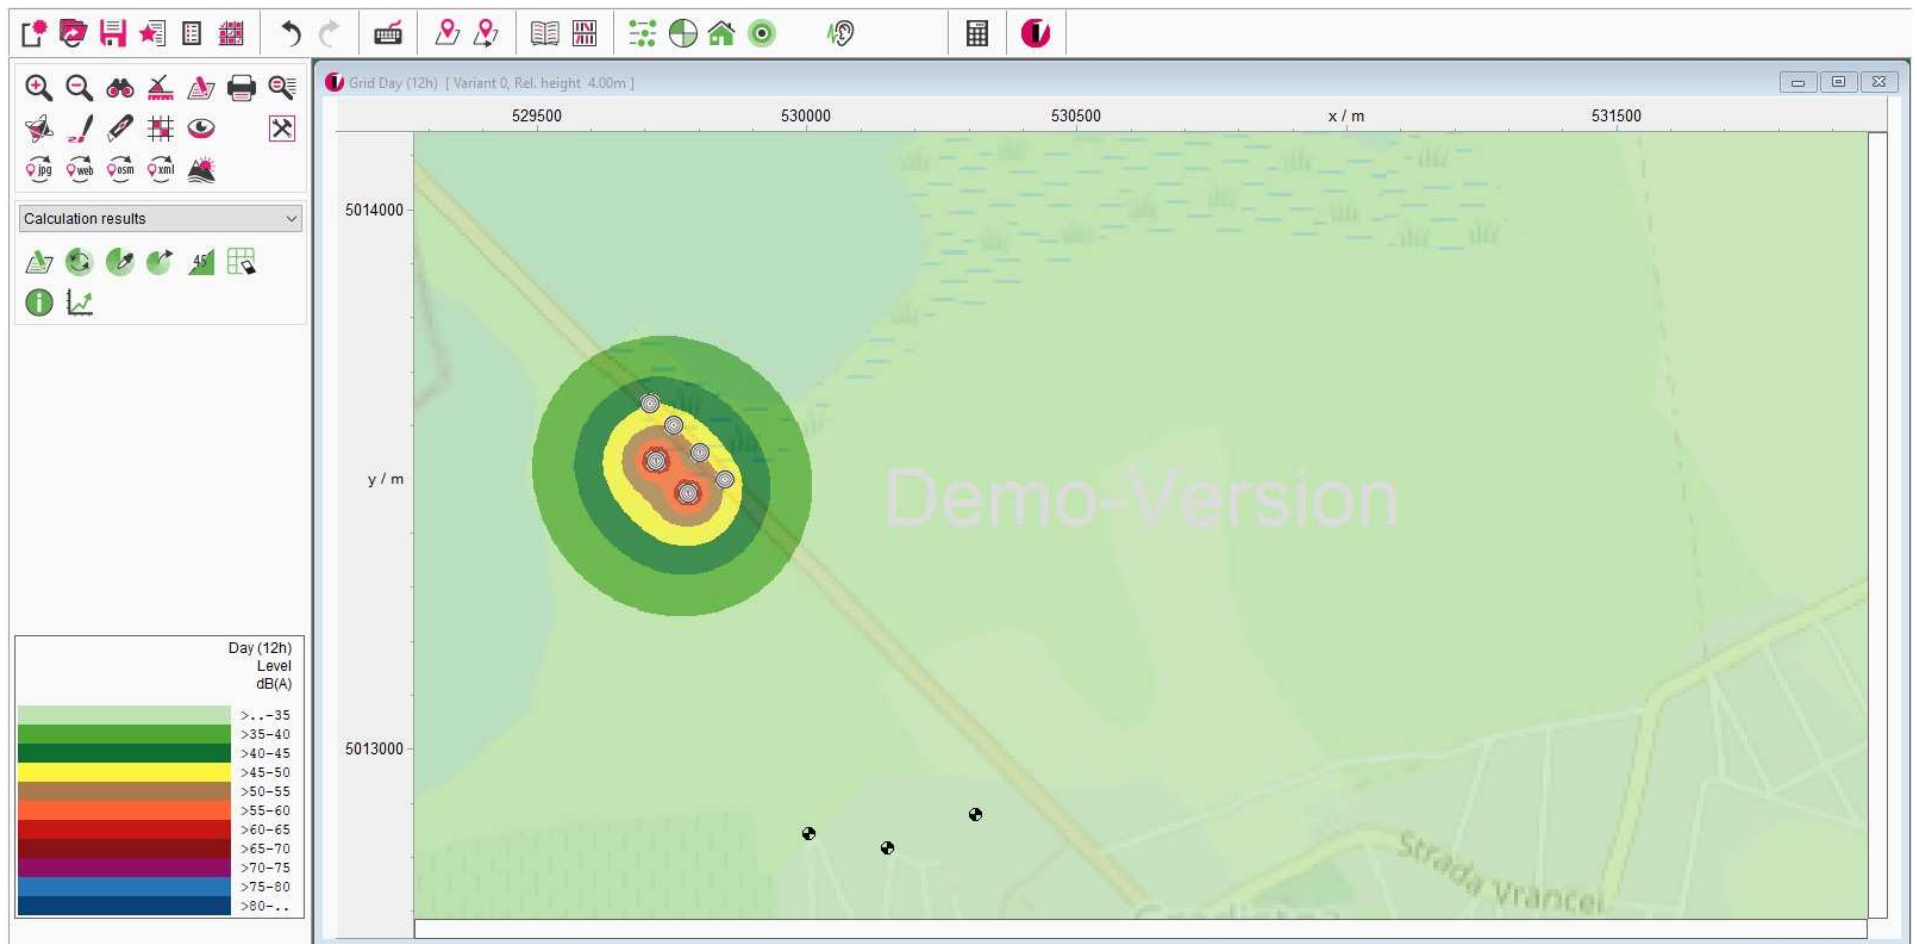 jpg web osm xml
Calculation results
45
Day (12h)
Level
dB(A)
>..-35
>35-40
>40-45
>45-50
>50-55
>55-60
>60-65
>65-70
>70-75
>75-80
>80-..
Grid Day (12h) [ Variant 0, Rel. height 4.00m ]
529500 530000 530500 x / m 531500
5014000
y / m
5013000
Demo-Version
Strada Vrancei